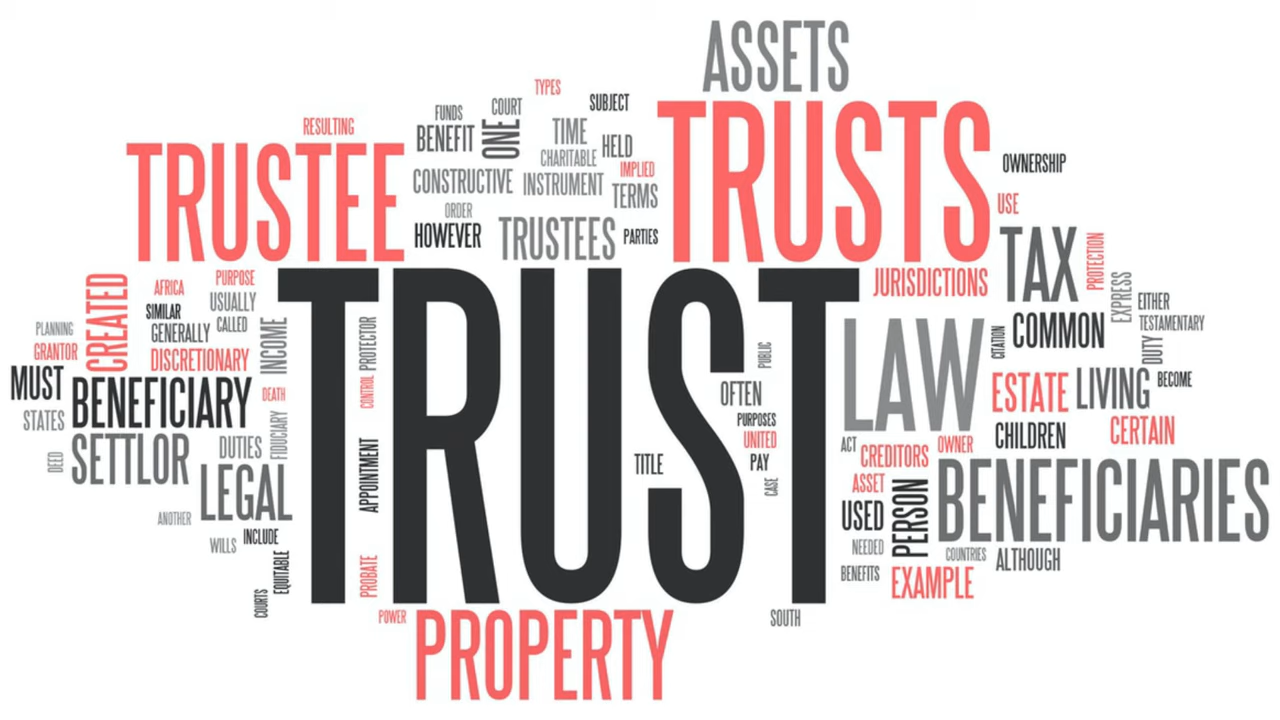 ASSETS
TYPES
SUBJECT
FUNDS
COURT
RESULTING
BENEFIT
ONE
TIME
HELD
TRUSTS
TRUSTEE
CHARITABLE
IMPLIED
OWNERSHIP
CONSTRUCTIVE
INSTRUMENT
TERMS
USE
ORDER
HOWEVER
TRUSTEES
PARTIES
TAX
PROTECTION
JURISDICTIONS
EXPRESS
EITHER
TESTAMENTARY
COMMON
CITATION
DUTY
TRUST
AFRICA
PURPOSE
CREATED
SIMILAR
USUALLY
CALLED
GENERALLY
PLANNING
GRANTOR
DISCRETIONARY
INCOME
PROTECTOR
CONTROL
PUBLIC
LAW
MUST
BENEFICIARY
DEATH
OFTEN
ESTATE
LIVING
BECOME
STATES
FIDUCIARY
PURPOSES
CHILDREN
CERTAIN
SETTLOR
DUTIES
DEED
UNITED
ACT
CREDITORS
OWNER
TITLE
PAY
CASE
APPOINTMENT
LEGAL
ASSET
PERSON
BENEFICIARIES
USED
ANOTHER
INCLUDE
WILLS
NEEDED
COUNTRIES
ALTHOUGH
EQUITABLE
PROBATE
BENEFITS
EXAMPLE
COURTS
POWER
PROPERTY
SOUTH